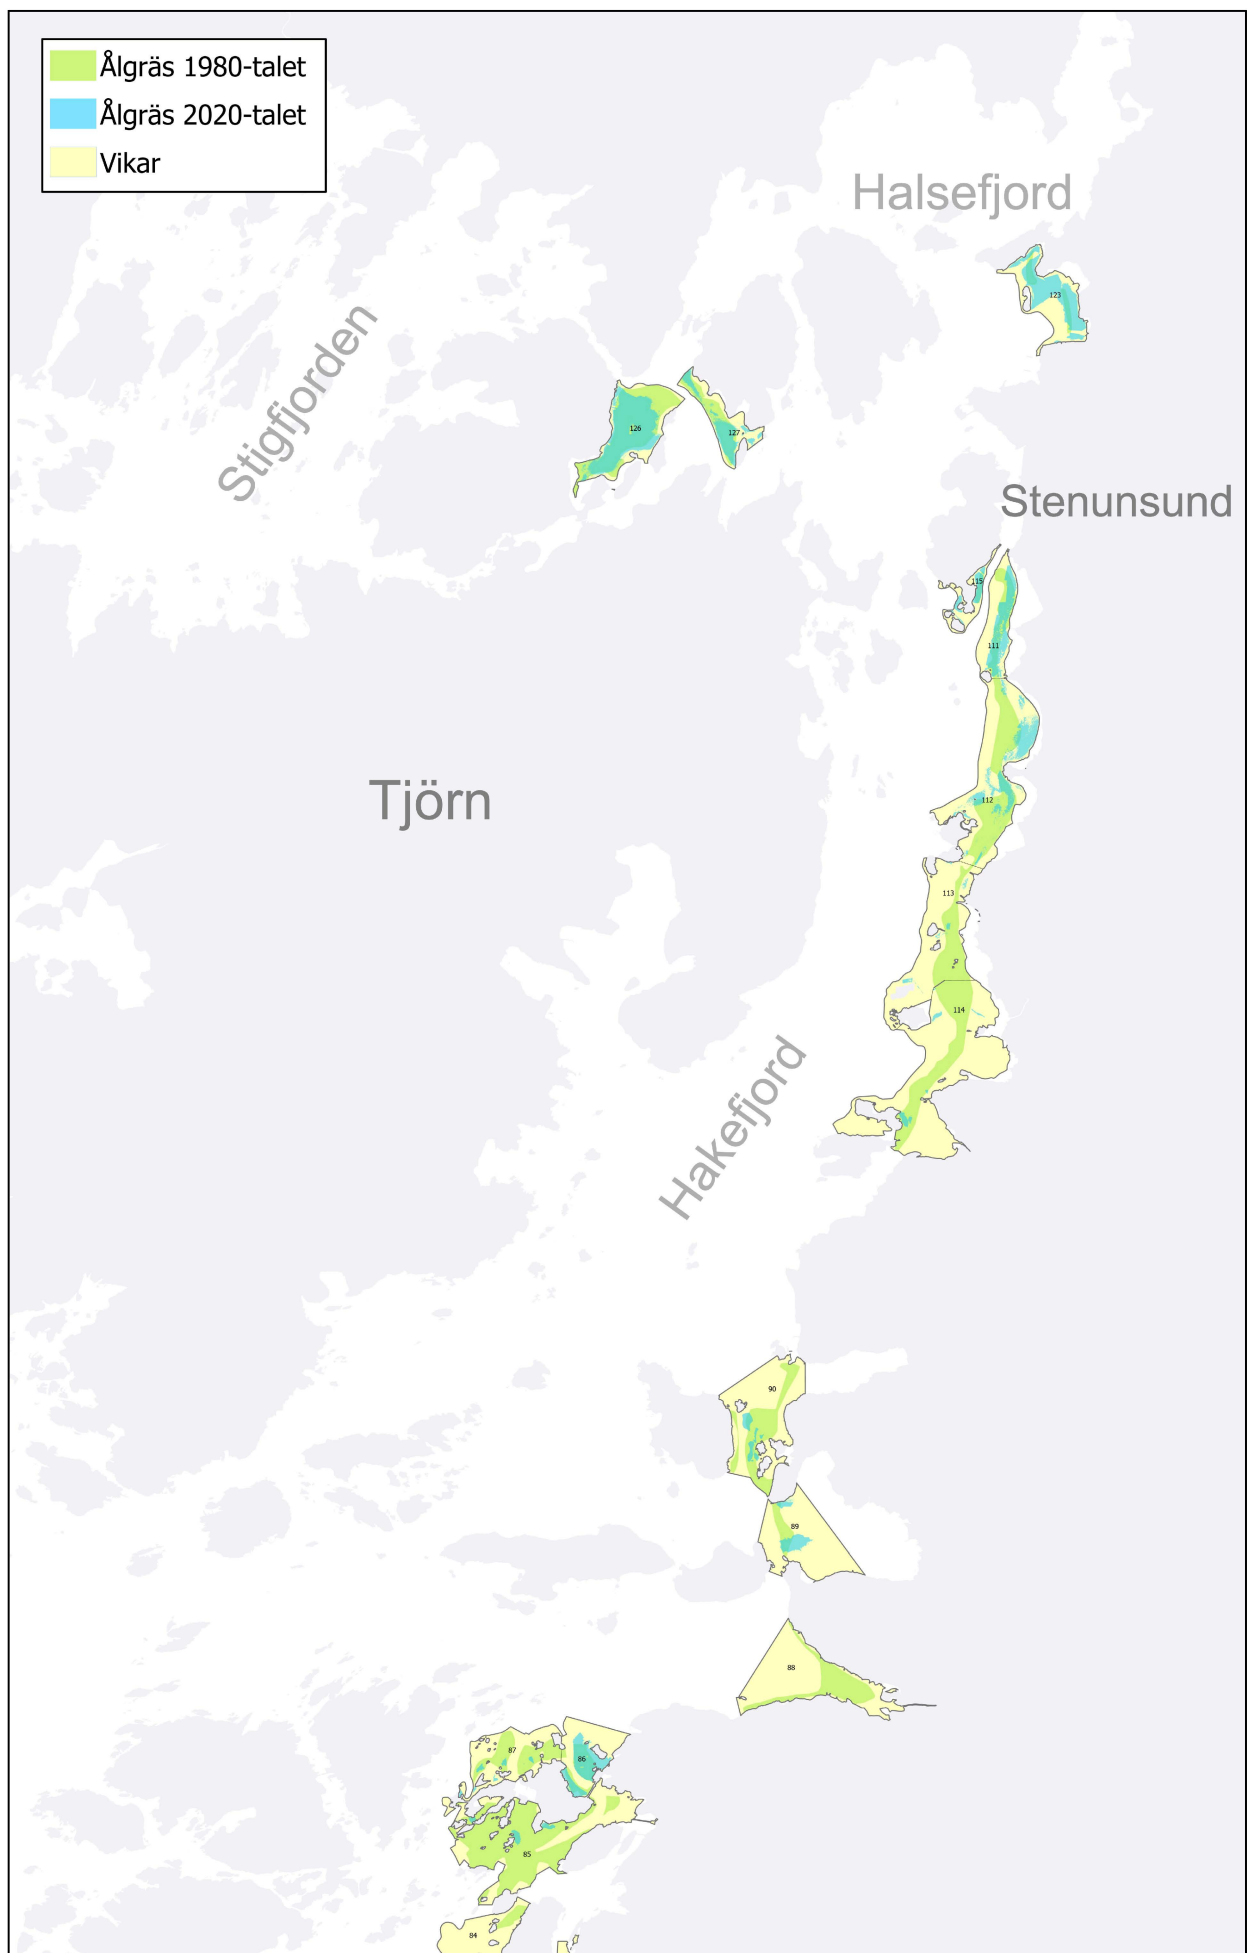 Ålgräs 1980-talet
Ålgräs 2020-talet
Vikar
Halsefjord
123
Stigfjorden
126
127
Stenunsund
115
111
Tjörn
112
113
114
Hakefjord
90
89
88
87
86
85
84